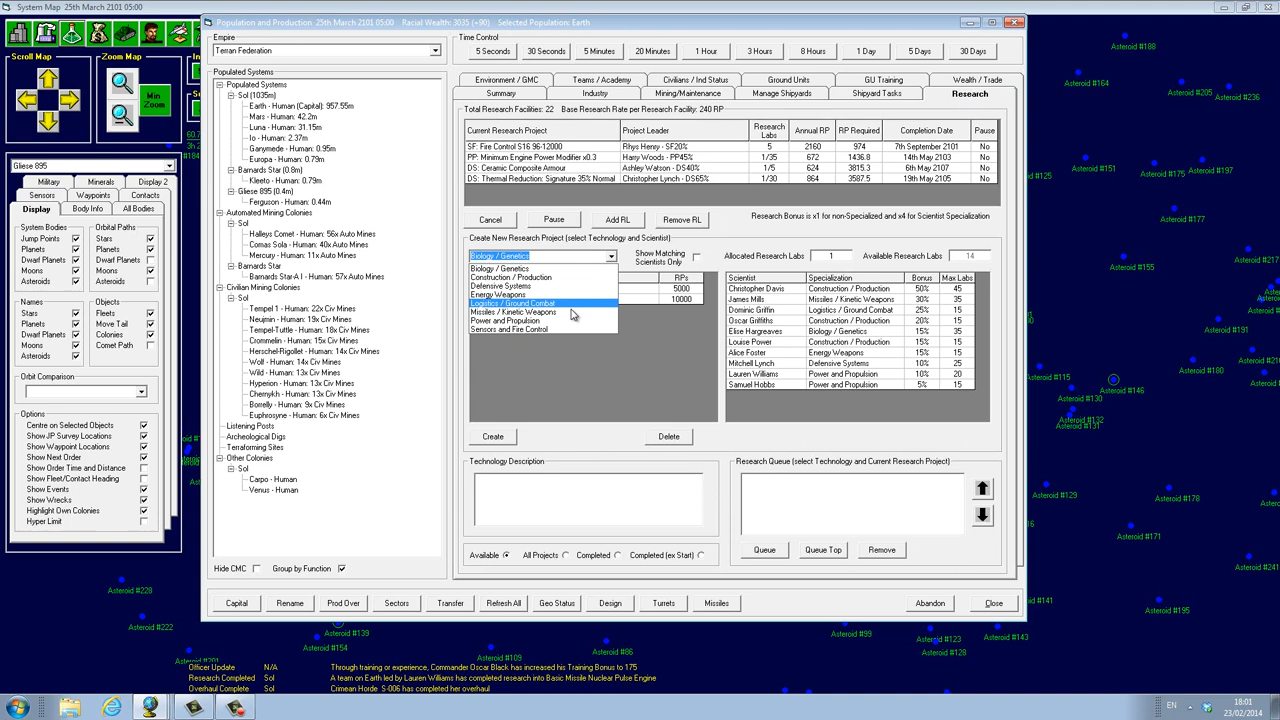 System Map 25th March 2101 05:00
Population and Production 25th March 2101 05:00 Racial Wealth: 3035 (+90) Selected Population: Earth
Scroll Map
Zoom Map
Min Zoom
Gliese 895
Military Minerals Display 2
Sensors Waypoints Contacts
Display Body Info All Bodies
System Bodies Orbital Paths
Jump Points Planets
Planets Dwarf Planets
Dwarf Planets Moons
Moons Asteroids
Asteroids
Names Objects
Stars Fleets
Planets Move Tail
Dwarf Planets Colonies
Moons Comet Path
Asteroids
Orbit Comparison
Options
Centre on Selected Objects
Show JP Survey Locations
Show Waypoint Locations
Show Next Order
Show Order Time and Distance
Show Fleet/Contact Heading
Show Events
Show Wrecks
Highlight Own Colonies
Hyper Limit
Empire
Terran Federation
Populated Systems
Populated Systems
Sol (1035m)
Earth - Human (Capital): 957.55m
Mars - Human: 42.2m
Luna - Human: 31.15m
Io - Human: 2.37m
Ganymede - Human: 0.95m
Europa - Human: 0.79m
Barnards Star (0.8m)
Kleeto - Human: 0.79m
Gliese 895 (0.4m)
Ferguson - Human: 0.44m
Automated Mining Colonies
Sol
Halleys Comet - Human: 56x Auto Mines
Comas Sola - Human: 40x Auto Mines
Mercury - Human: 11x Auto Mines
Barnards Star
Barnards Star-A I - Human: 57x Auto Mines
Civilian Mining Colonies
Sol
Tempel 1 - Human: 22x Civ Mines
Neujmin - Human: 19x Civ Mines
Tempel-Tuttle - Human: 18x Civ Mines
Crommelin - Human: 15x Civ Mines
Herschel-Rigollet - Human: 14x Civ Mines
Wolf - Human: 13x Civ Mines
Wild - Human: 13x Civ Mines
Hyperion - Human: 13x Civ Mines
Chernykh - Human: 13x Civ Mines
Borrelly - Human: 9x Civ Mines
Euphrosyne - Human: 6x Civ Mines
Listening Posts
Archeological Digs
Terraforming Sites
Other Colonies
Sol
Carpo - Human
Venus - Human
Hide CMC Group by Function
Time Control
5 Seconds 30 Seconds 5 Minutes 20 Minutes 1 Hour Hours 8 Hours 1 Day 5 Days 30 Days
Environment / GMC Teams / Academy Civilians / Ind Status Ground Units GU Training Wealth / Trade
Summary Industry Mining/Maintenance Manage Shipyards Shipyard Tasks Research
Total Research Facilities: 22 Base Research Rate per Research Facility: 240 RP
Current Research Project Project Leader Research Labs Annual RP RP Required Completion Date Pause
SF: Fire Control S16 96-12000 Rhys Henry - SF20% 5 2160 974 7th September 2101 No
PP: Minimum Engine Power Modifier x0.3 Harry Woods - PP45% 1/35 672 1436.8 14th May 2103 No
DS: Ceramic Composite Armour Ashley Watson - DS40% 1/5 624 3815.3 6th May 2107 No
DS: Thermal Reduction: Signature 35% Normal Christopher Lynch - DS65% 1/30 884 3597.5 19th May 2105 No
Cancel Pause Add RL Remove RL Research Bonus is x1 for non-Specialized and x4 for Scientist Specialization
Create New Research Project (select Technology and Scientist)
Biology / Genetics Show Matching Scientists Only Allocated Research Labs 1 Available Research Labs 14
Biology / Genetics
Construction / Production
Defensive Systems
Energy Weapons
Logistics / Ground Combat
Missiles / Kinetic Weapons
Power and Propulsion
Sensors and Fire Control
RPs
5000
10000
Scientist Specialization Bonus Max Labs
Construction / Production 50% 45
James Mills Missiles / Kinetic Weapons 30% 35
Dominic Griffin Logistics / Ground Combat 25% 15
Construction / Production 20% 15
Elise Hargreaves Biology / Genetics 15% 35
Louise Power Construction / Production 15% 15
Alice Foster Energy Weapons 15% 15
Mitchell Lynch Defensive Systems 10% 25
Lauren Williams Power and Propulsion 10% 20
Samuel Hobbs Power and Propulsion 5% 15
Create Delete
Technology Description Research Queue (select Technology and Current Research Project)
Available All Projects Completed Completed (ex Start)
Queue Queue Top Remove
Capital Rename Prod Over Sectors Transfer Refresh All Geo Status Design Turrets Missiles Abandon Close
Asteroid #188
Asteroid #164
Asteroid #205
Asteroid #236
Asteroid #125
Asteroid #151
Asteroid #175
Asteroid #197
Asteroid #177
Asteroid #217
Asteroid #193
Asteroid #210
Asteroid #180
Asteroid #115
Asteroid #146
Asteroid #130
Asteroid #200
Asteroid #132
Asteroid #131
Asteroid #129
Asteroid #171
Asteroid #241
Asteroid #141
Asteroid #195
Asteroid #228
Asteroid #222
Asteroid #139
Asteroid #154
Asteroid #109
Asteroid #86
Asteroid #99
Asteroid #123
Asteroid #128
Asteroid #143
Officer Update N/A Through training or experience, Commander Oscar Black has increased his Training Bonus to 175
Research Completed Sol A team on Earth led by Lauren Williams has completed research into Basic Missile Nuclear Pulse Engine
Overhaul Complete Sol Crimean Horde S-006 has completed her overhaul
EN
18:01
23/02/2014